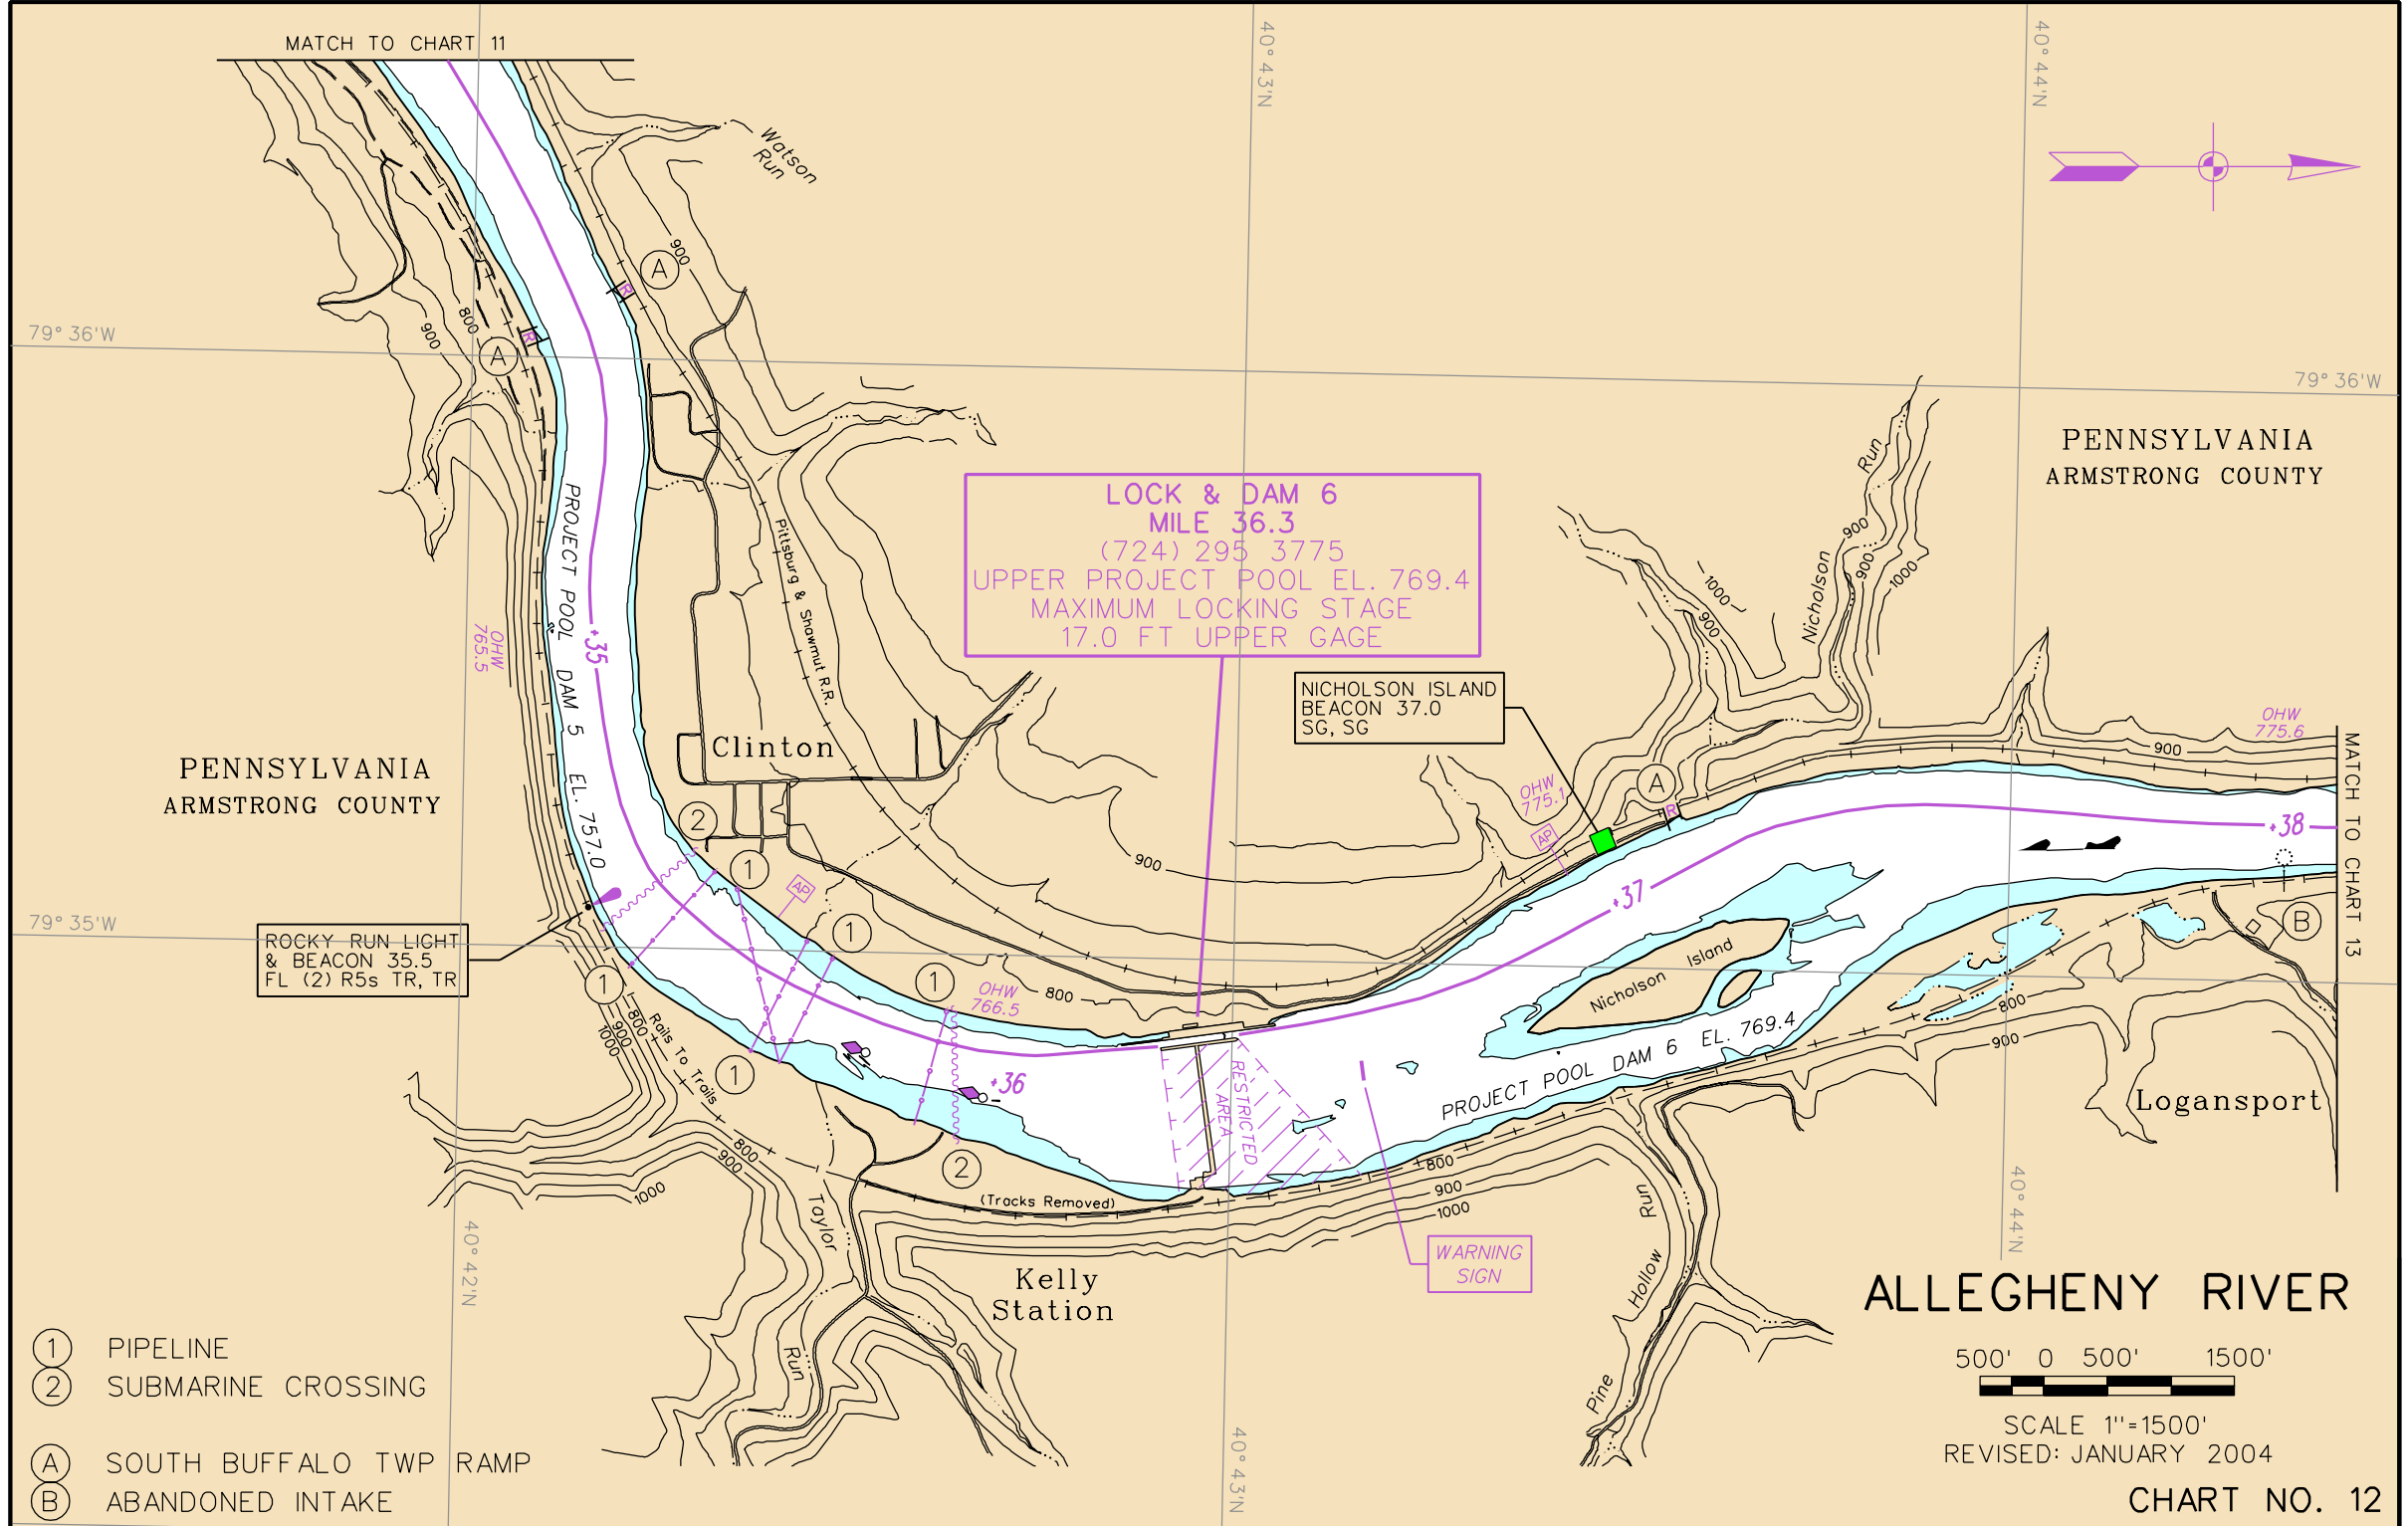 MATCH TO CHART 11
40° 43'N
40° 44'N
Watson
Run
900
A
R
79° 36'W
900
800
R
A
79° 36'W
PENNSYLVANIA
ARMSTRONG COUNTY
LOCK & DAM 6
MILE 36.3
(724) 295 3775
UPPER PROJECT POOL EL. 769.4
MAXIMUM LOCKING STAGE
17.0 FT UPPER GAGE
Pittsburg & Shawmut R.R.
PROJECT POOL DAM 5 EL. 757.0
+35
OHW
765.5
Nicholson Run
900
900
1000
1000
900
NICHOLSON ISLAND
BEACON 37.0
SG, SG
OHW
775.6
900
MATCH TO CHART 13
Clinton
PENNSYLVANIA
ARMSTRONG COUNTY
OHW
775.1
AP
A
R
+38
2
1
900
AP
+37
79° 35'W
ROCKY RUN LIGHT
& BEACON 35.5
FL (2) R5s TR, TR
1
1
1
OHW
766.5
800
B
Nicholson Island
800
900
1000
800
Rails To Trails
1
+36
RESTRICTED
AREA
PROJECT POOL DAM 6 EL. 769.4
800
900
Logansport
2
800
900
1000
(Tracks Removed)
800
900
1000
Taylor
Run
Kelly
Station
WARNING
SIGN
Pine Hollow Run
40° 42'N
40° 43'N
40° 44'N
ALLEGHENY RIVER
500' 0 500' 1500'
SCALE 1"=1500'
REVISED: JANUARY 2004
CHART NO. 12
1 PIPELINE
2 SUBMARINE CROSSING
A SOUTH BUFFALO TWP RAMP
B ABANDONED INTAKE